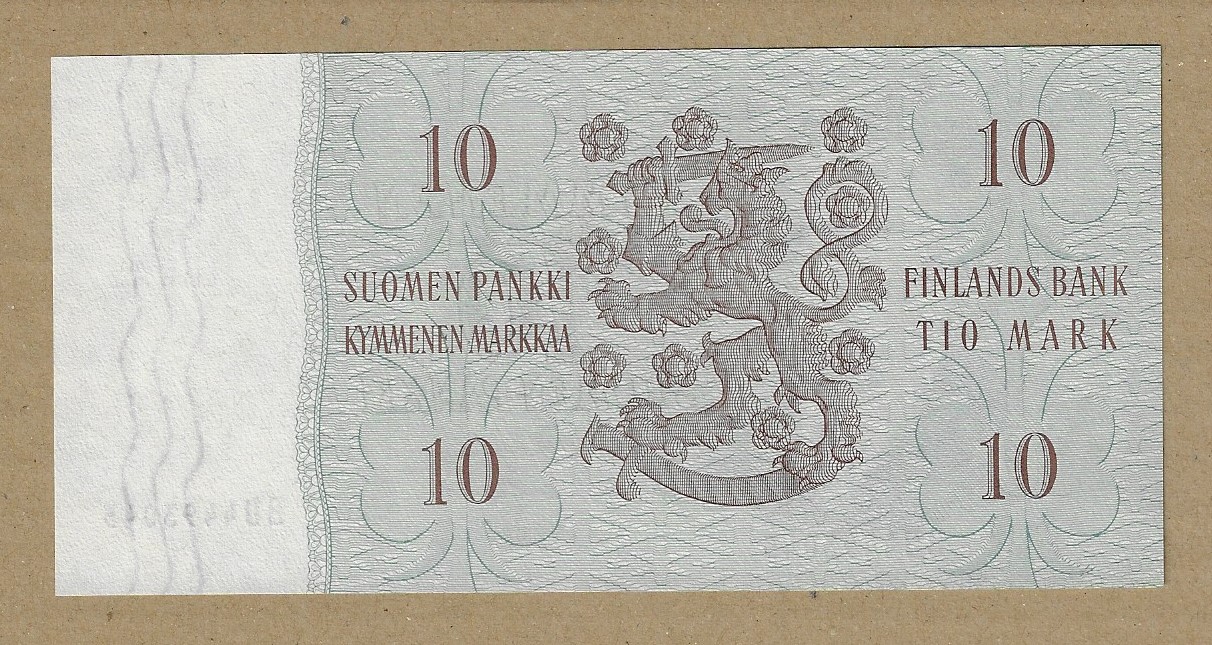 10
10
SUOMEN PANKKI
KYMMENEN MARKKAA
FINLANDS BANK
TIO MARK
10
10